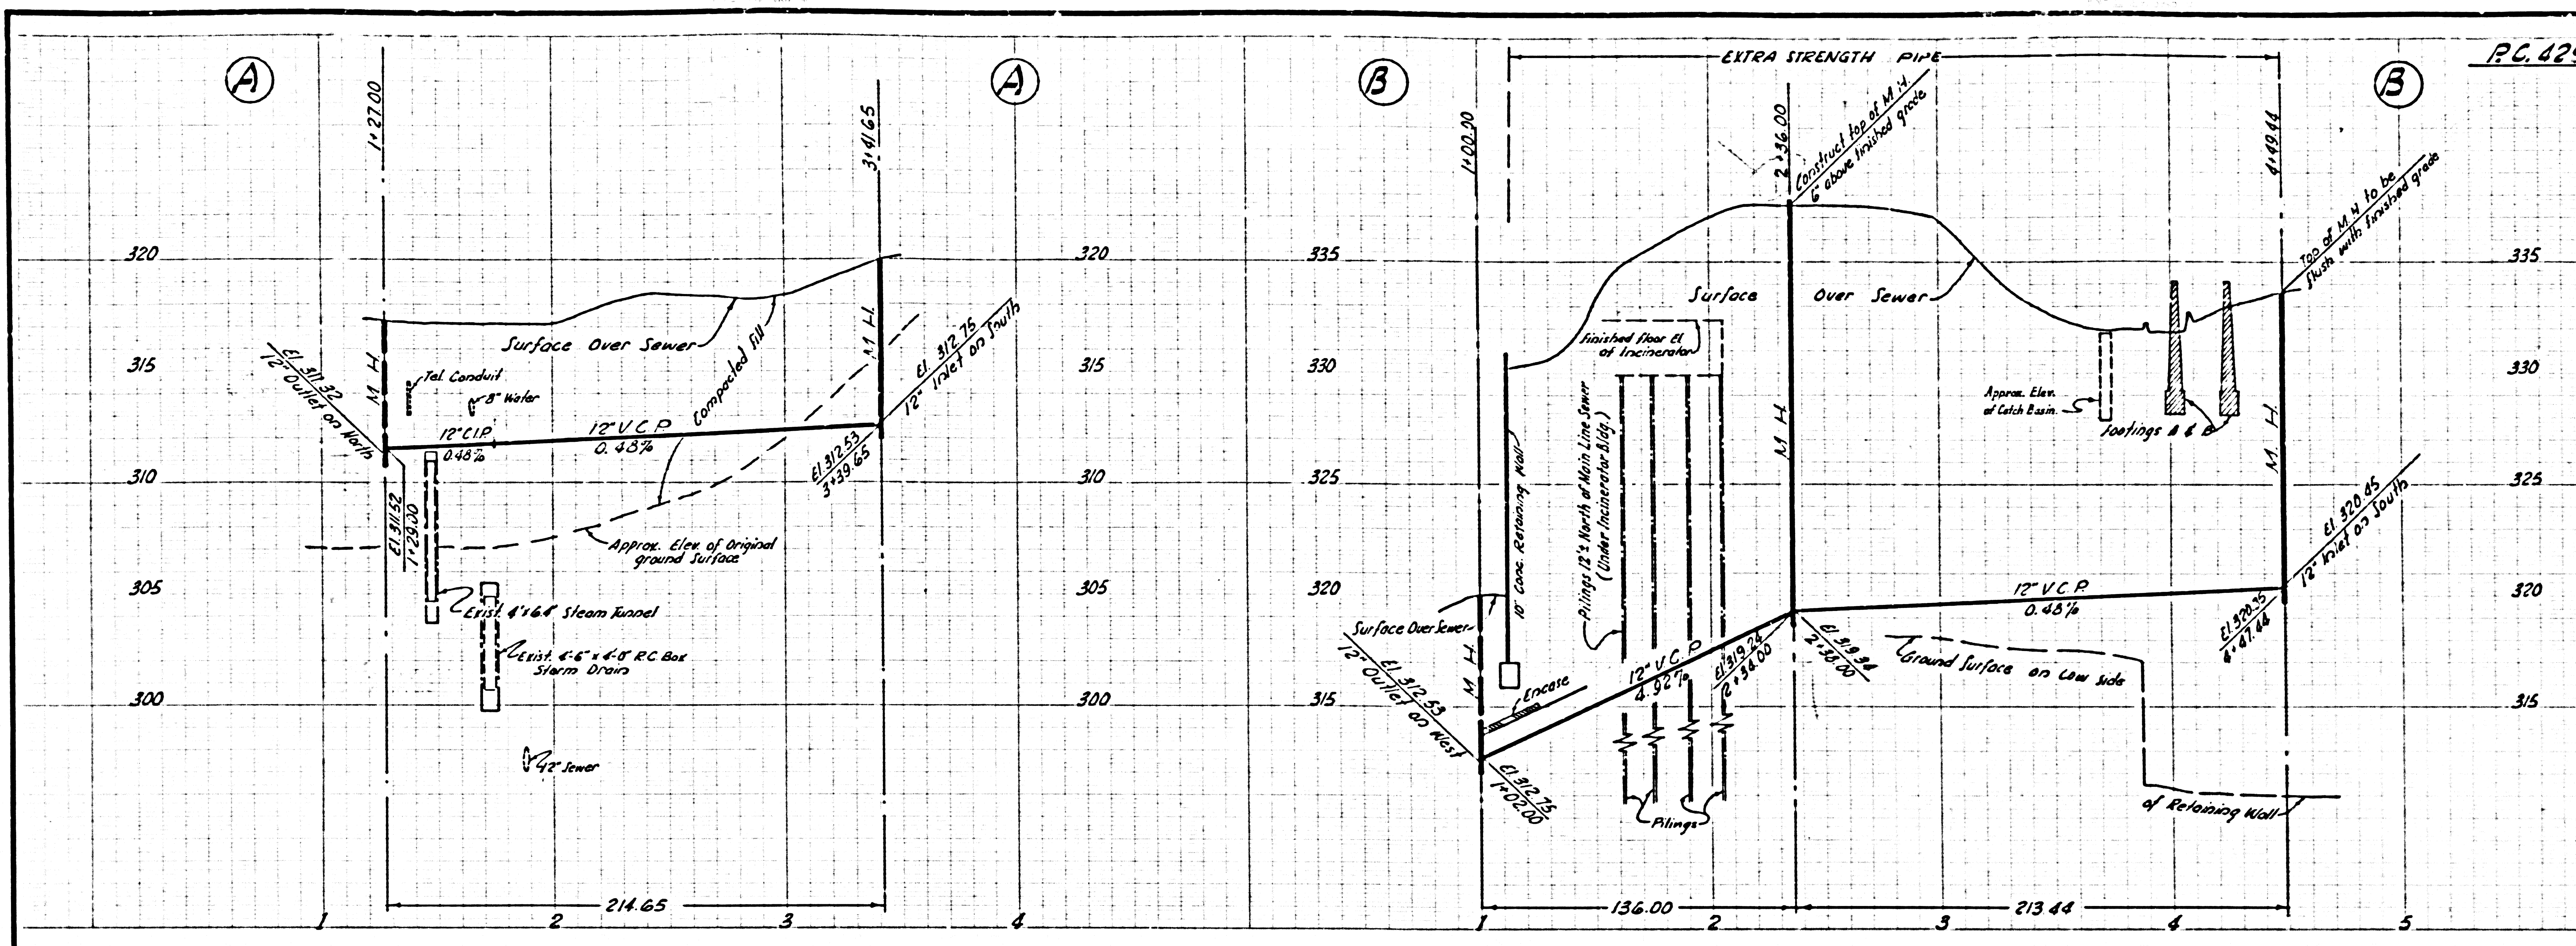 P.C. 429
A
A
1+27.00
3+41.65
320
320
315
315
310
310
305
305
300
300
El. 311.32
12" Outlet on North
M H.
M H.
Tel. Conduit
8" Water
Surface Over Sewer
Compacted fill
12" C.I.P.
0.48%
12" V.C.P.
0.48%
El. 312.75
12" Inlet on South
El. 312.53
3+39.65
El. 311.52
1+29.00
Approx. Elev. of Original
ground Surface
Exist. 4'x6.4' Steam Tunnel
Exist. 4'-6" x 4'-0" R.C. Box
Storm Drain
Sewer
214.65
1
2
3
4
B
B
EXTRA STRENGTH PIPE
1+00.00
2+36.00
4+49.44
Construct top of M.H.
6" above finished grade
Top of M.H. to be
flush with finished grade
335
335
330
330
325
325
320
320
315
315
Surface Over Sewer
Finished floor El
of Incinerator
10" Conc. Retaining Wall
Pilings 12'± North of Main Line Sewer
(Under Incinerator Bldg.)
M H.
M. H.
M H.
Approx. Elev.
of Catch Basin.
Footings A & B
Surface Over Sewer
El. 312.53
12" Outlet on West
Encase
12" V.C.P.
4.92%
El. 319.24
2+34.00
El. 319.34
2+38.00
12" V.C.P.
0.48%
El. 320.45
12" Inlet on South
El. 320.35
4+47.44
Ground Surface on Low side
of Retaining Wall
El. 312.75
1+02.00
Pilings
136.00
213.44
1
2
3
4
5